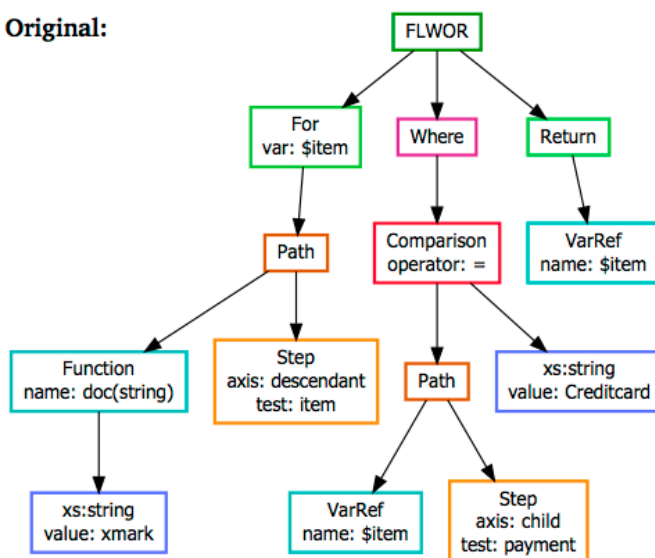 Original:
FLWOR
For
var: $item
Where
Return
Path
Comparison
operator: =
VarRef
name: $item
Function
name: doc(string)
Step
axis: descendant
test: item
Path
xs:string
value: Creditcard
xs:string
value: xmark
VarRef
name: $item
Step
axis: child
test: payment